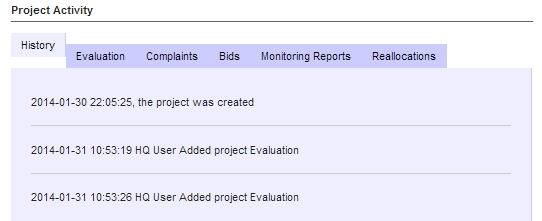 Project Activity
History
Evaluation Complaints Bids Monitoring Reports Reallocations
2014-01-30 22:05:25, the project was created
2014-01-31 10:53:19 HQ User Added project Evaluation
2014-01-31 10:53:26 HQ User Added project Evaluation